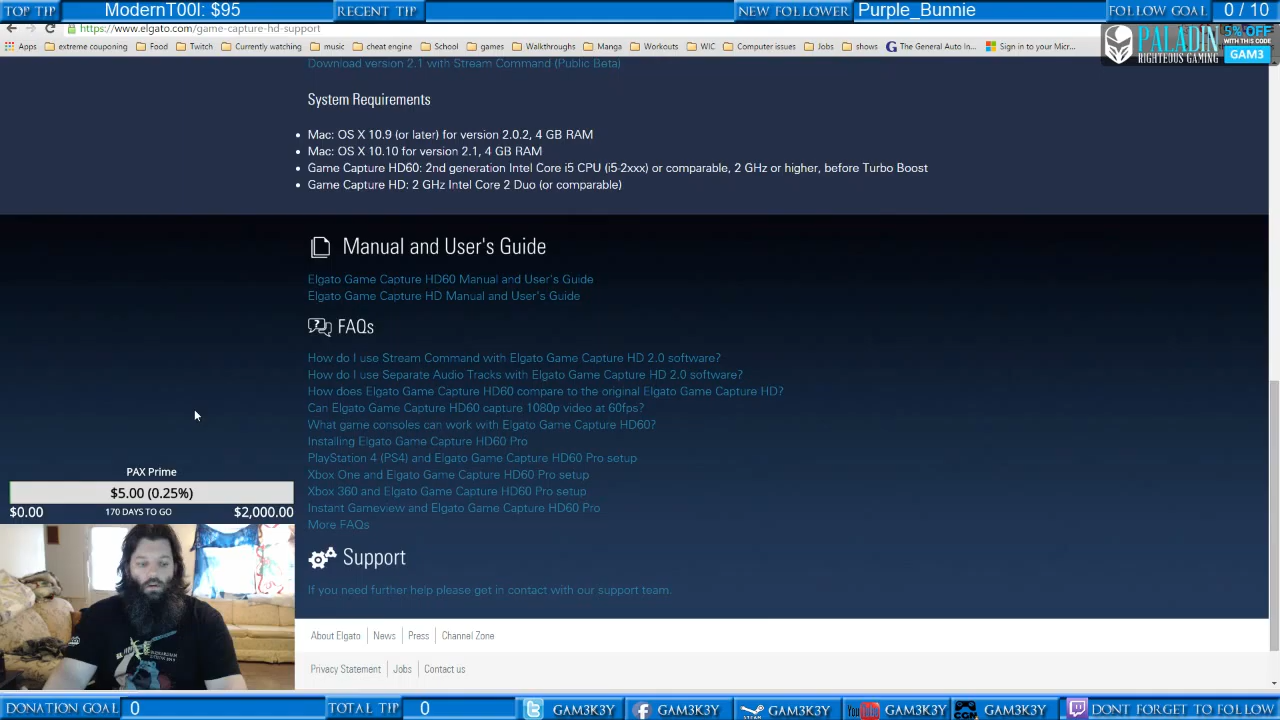 TOP TIP ModernT00l: $95 RECENT TIP NEW FOLLOWER Purple_Bunnie FOLLOW GOAL 0 / 10
https://www.elgato.com/game-capture-hd-support
Apps extreme couponing Food Twitch Currently watching music cheat engine School games Walkthroughs Manga Workouts WIC Computer issues Jobs shows The General Auto In... Sign in to your Micr...
PALADIN
RIGHTEOUS GAMING
5% OFF
WITH THIS CODE
GAM3
Download version 2.1 with Stream Command (Public Beta)
System Requirements
Mac: OS X 10.9 (or later) for version 2.0.2, 4 GB RAM
Mac: OS X 10.10 for version 2.1, 4 GB RAM
Game Capture HD60: 2nd generation Intel Core i5 CPU (i5-2xxx) or comparable, 2 GHz or higher, before Turbo Boost
Game Capture HD: 2 GHz Intel Core 2 Duo (or comparable)
Manual and User's Guide
Elgato Game Capture HD60 Manual and User's Guide
Elgato Game Capture HD Manual and User's Guide
FAQs
How do I use Stream Command with Elgato Game Capture HD 2.0 software?
How do I use Separate Audio Tracks with Elgato Game Capture HD 2.0 software?
How does Elgato Game Capture HD60 compare to the original Elgato Game Capture HD?
Can Elgato Game Capture HD60 capture 1080p video at 60fps?
What game consoles can work with Elgato Game Capture HD60?
Installing Elgato Game Capture HD60 Pro
PlayStation 4 (PS4) and Elgato Game Capture HD60 Pro setup
Xbox One and Elgato Game Capture HD60 Pro setup
Xbox 360 and Elgato Game Capture HD60 Pro setup
Instant Gameview and Elgato Game Capture HD60 Pro
More FAQs
Support
If you need further help please get in contact with our support team.
PAX Prime
$5.00 (0.25%)
$0.00 170 DAYS TO GO $2,000.00
About Elgato News Press Channel Zone
Privacy Statement Jobs Contact us
DONATION GOAL 0 TOTAL TIP 0 GAM3K3Y GAM3K3Y STEAM GAM3K3Y YouTube GAM3K3Y GAM3K3Y DONT FORGET TO FOLLOW